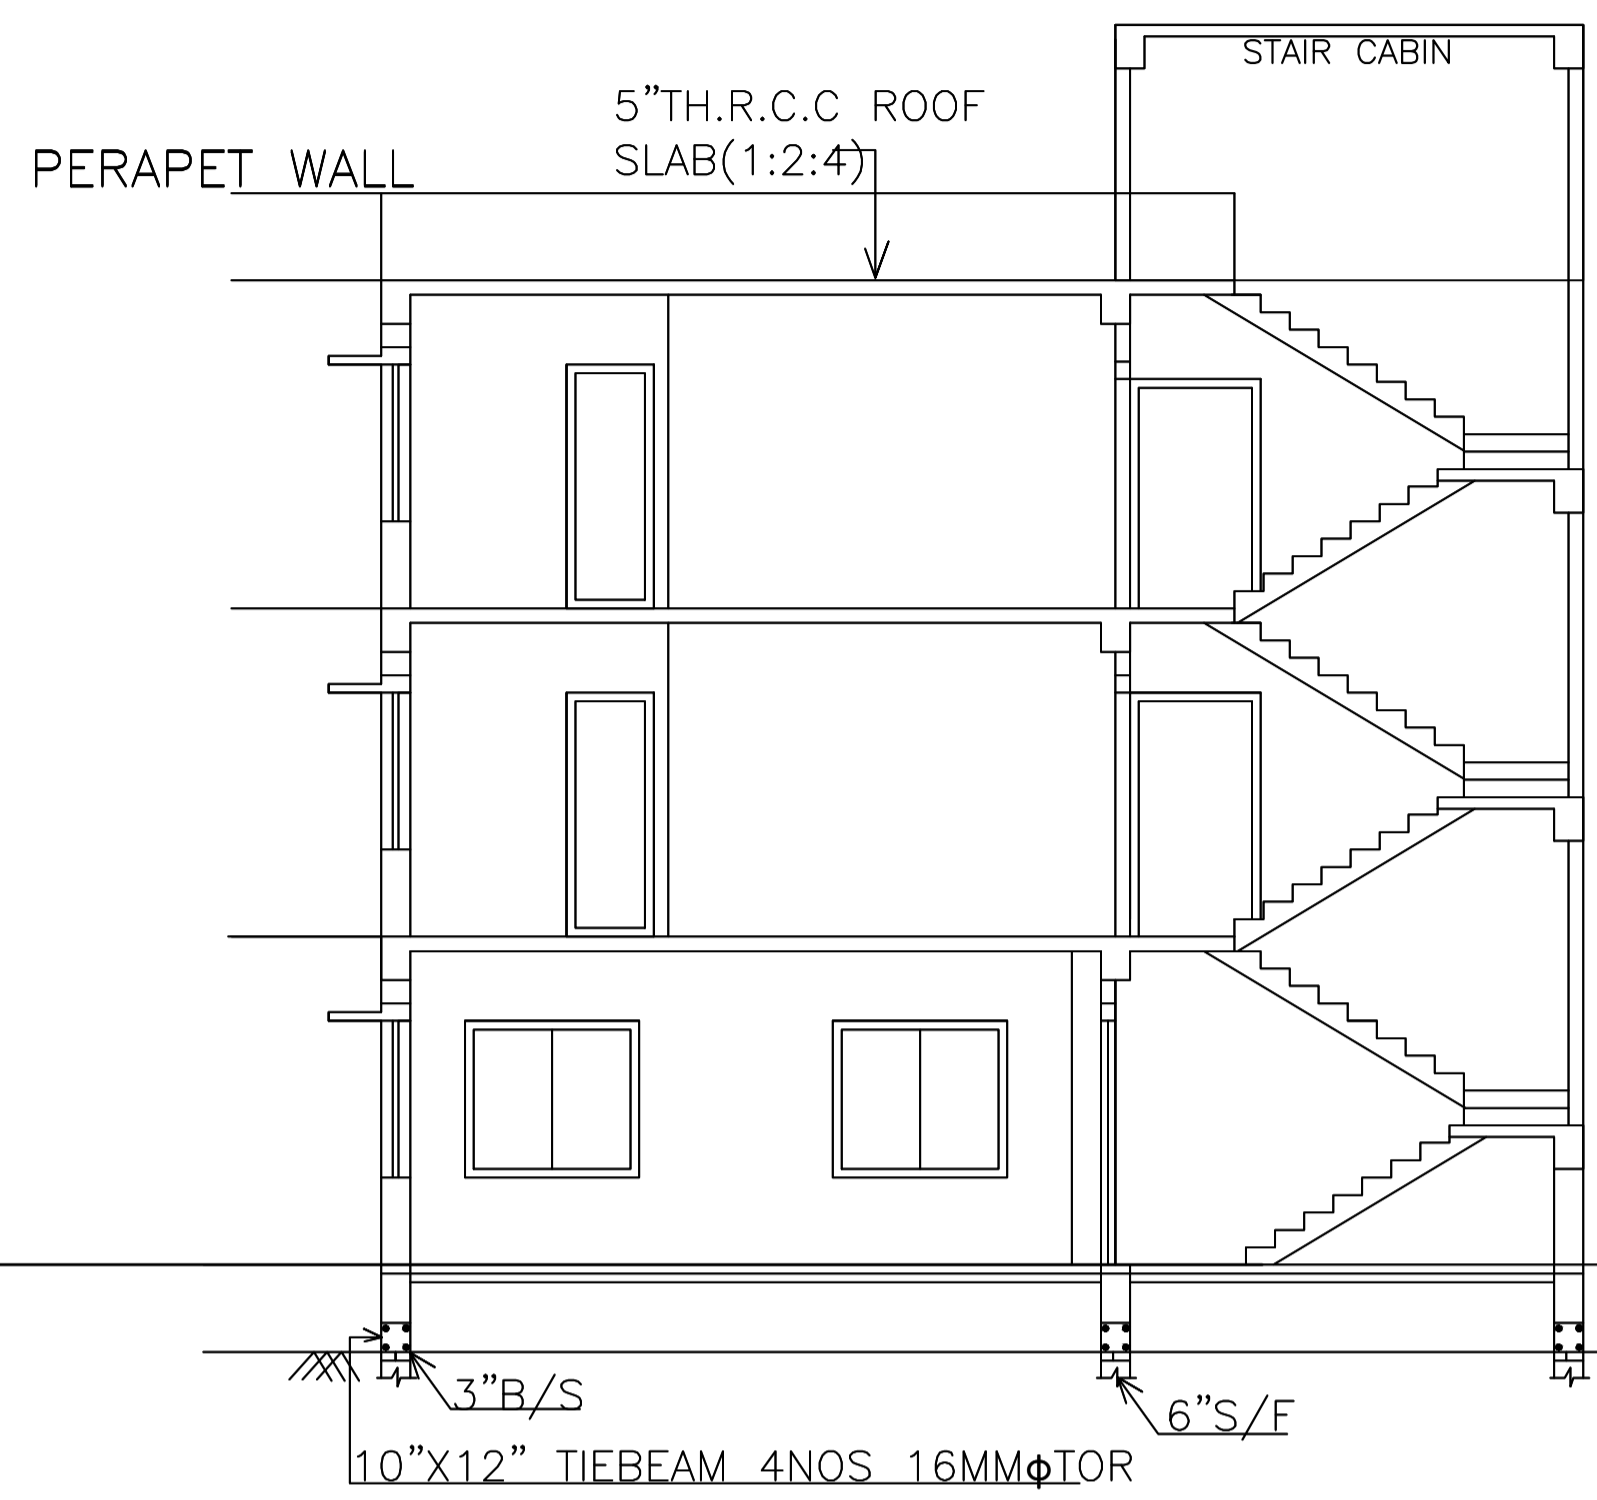 STAIR CABIN
5”TH.R.C.C ROOF
SLAB(1:2:4)
PERAPET WALL
3”B/S
6”S/F
10”X12” TIEBEAM 4NOS 16MMφTOR